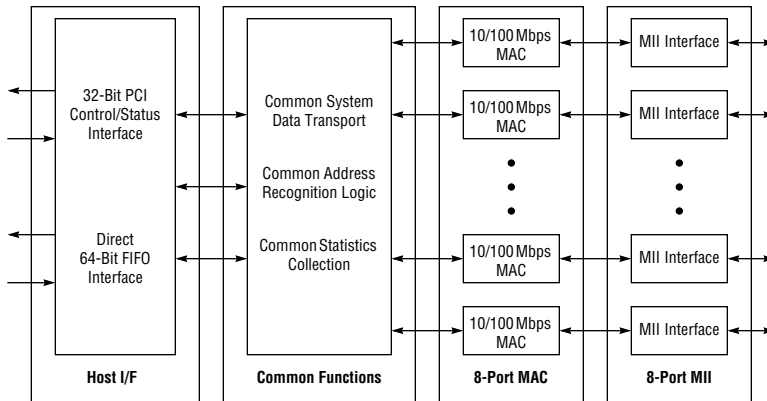 32-Bit PCI
Control/Status
Interface
Direct
64-Bit FIFO
Interface
Host I/F
Common System
Data Transport
Common Address
Recognition Logic
Common Statistics
Collection
Common Functions
10/100 Mbps
MAC
10/100 Mbps
MAC
10/100 Mbps
MAC
10/100 Mbps
MAC
8-Port MAC
MII Interface
MII Interface
MII Interface
MII Interface
8-Port MII